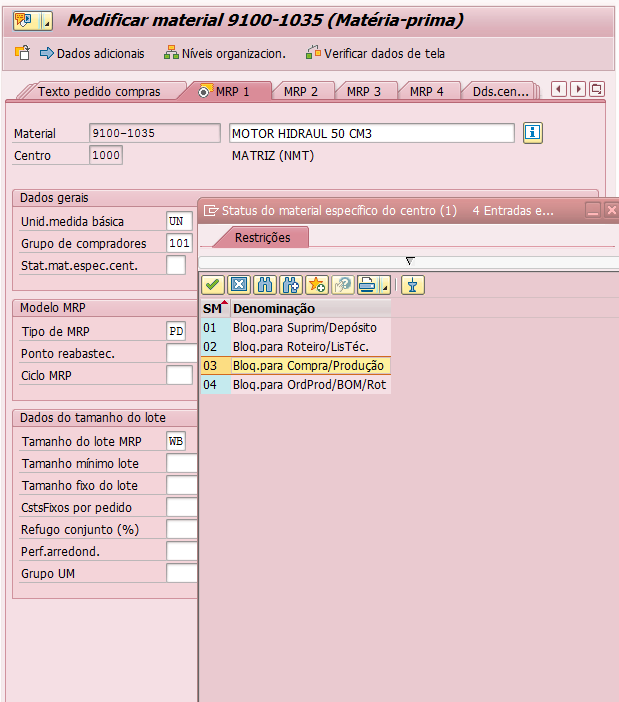 Modificar material 9100-1035 (Matéria-prima)
Dados adicionais Níveis organizacion. Verificar dados de tela
Texto pedido compras MRP 1 MRP 2 MRP 3 MRP 4 Dds.cen...
Material 9100-1035 MOTOR HIDRAUL 50 CM3
Centro 1000 MATRIZ (NMT)
Dados gerais
Unid.medida básica UN
Grupo de compradores 101
Stat.mat.espec.cent.
Modelo MRP
Tipo de MRP PD
Ponto reabastec.
Ciclo MRP
Dados do tamanho do lote
Tamanho do lote MRP WB
Tamanho mínimo lote
Tamanho fixo do lote
CstsFixos por pedido
Refugo conjunto (%)
Perf.arredond.
Grupo UM
Status do material específico do centro (1) 4 Entradas e...
Restrições
SM Denominação
01 Bloq.para Suprim/Depósito
02 Bloq.para Roteiro/LisTéc.
03 Bloq.para Compra/Produção
04 Bloq.para OrdProd/BOM/Rot